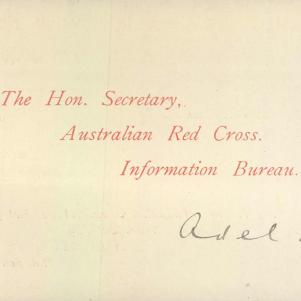 The Hon. Secretary,
Australian Red Cross.
Information Bureau.
Adel